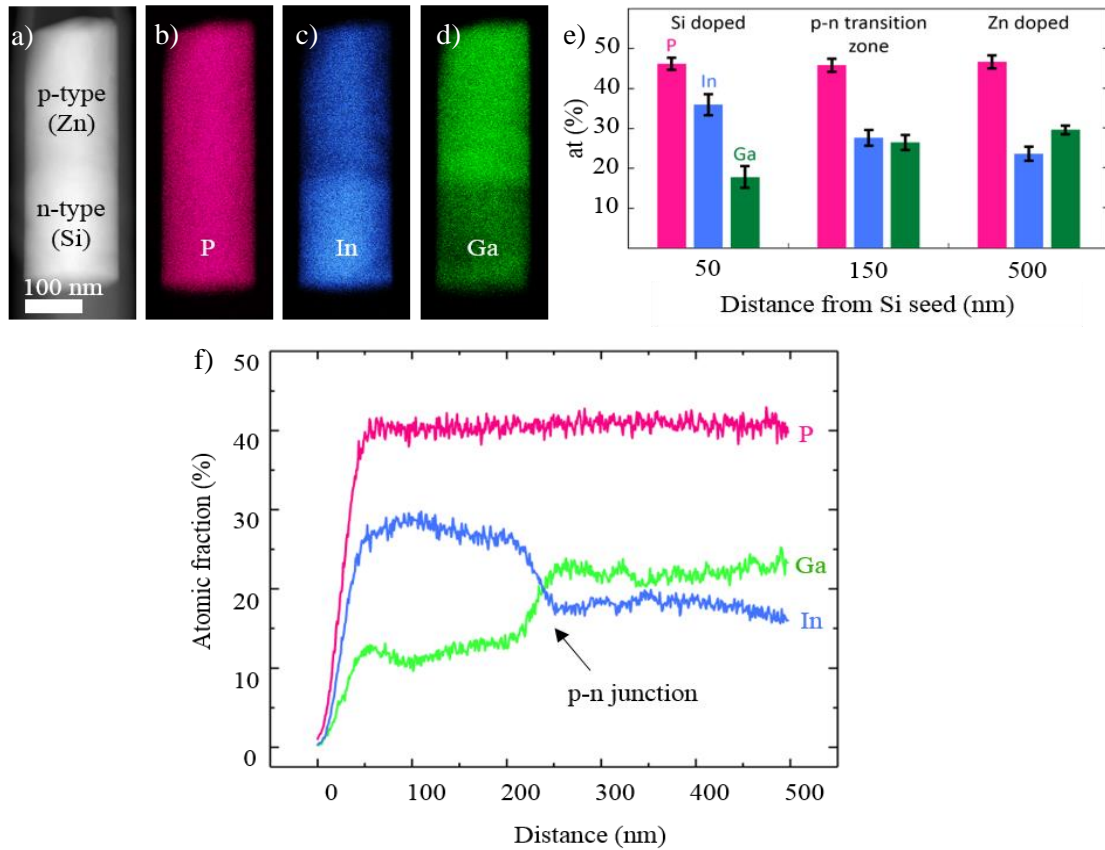 a)
p-type
(Zn)
n-type
(Si)
100 nm
b)
P
c)
In
d)
Ga
e)
Si doped
p-n transition
zone
Zn doped
P
In
Ga
at (%)
50
40
30
20
10
50
150
500
Distance from Si seed (nm)
f)
50
40
30
20
10
0
Atomic fraction (%)
P
Ga
In
p-n junction
0
100
200
300
400
500
Distance (nm)